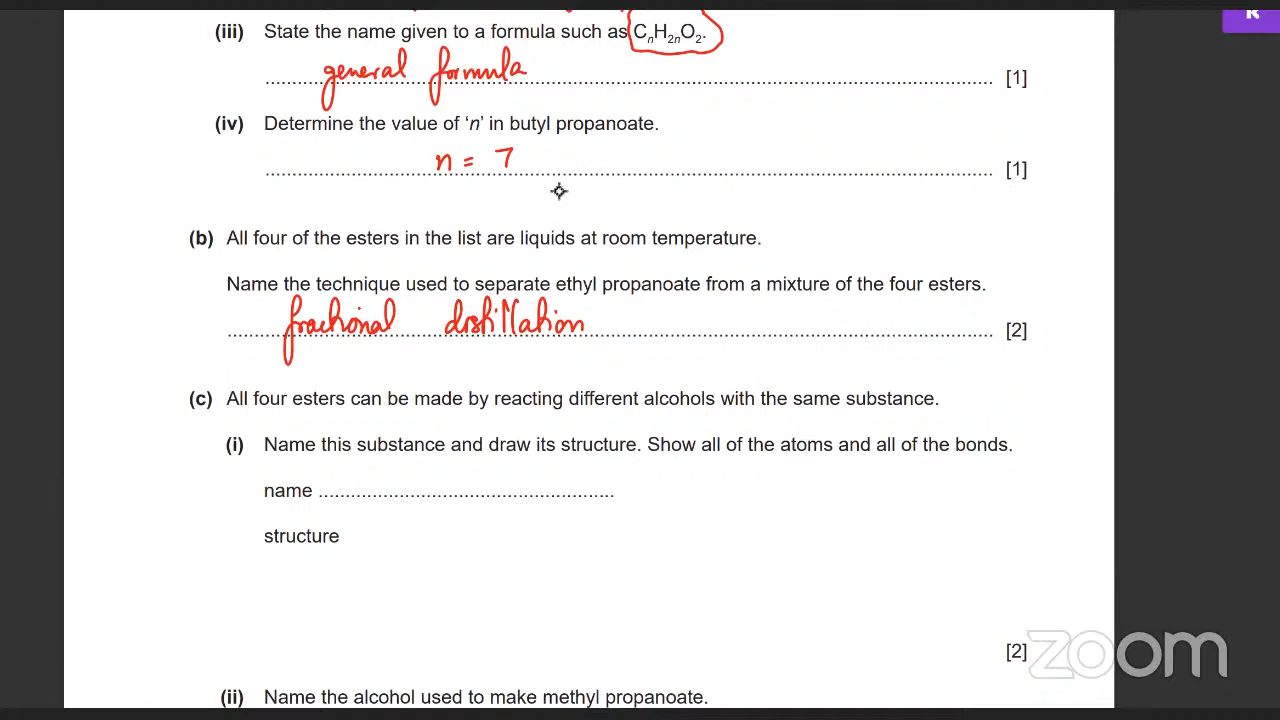 K
(iii) State the name given to a formula such as CnH2nO2.
general formula
[1]
(iv) Determine the value of ‘n’ in butyl propanoate.
n = 7
[1]
(b) All four of the esters in the list are liquids at room temperature.
Name the technique used to separate ethyl propanoate from a mixture of the four esters.
fractional distillation
[2]
(c) All four esters can be made by reacting different alcohols with the same substance.
(i) Name this substance and draw its structure. Show all of the atoms and all of the bonds.
name ......................................................
structure
[2]
zoom
(ii) Name the alcohol used to make methyl propanoate.